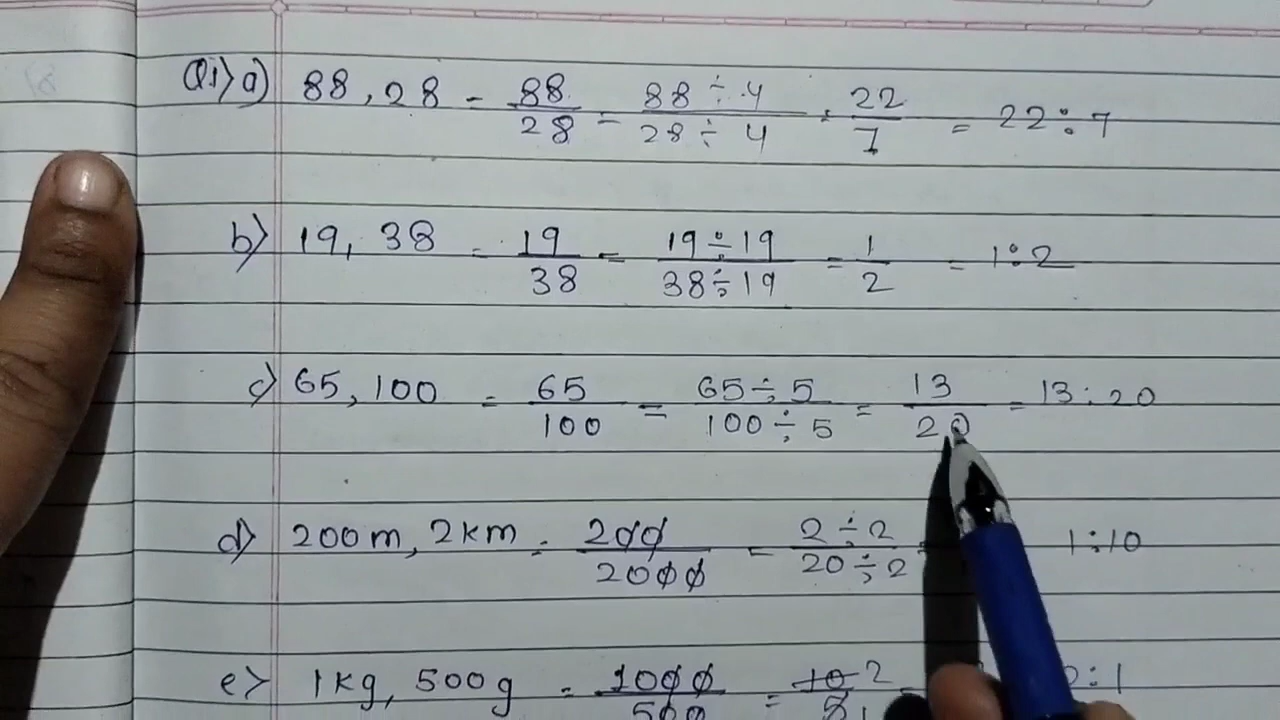 Q1) a) 88, 28 = 88/28 = 88÷4/28÷4 = 22/7 = 22:7
b) 19, 38 = 19/38 = 19÷19/38÷19 = 1/2 = 1:2
c) 65, 100 = 65/100 = 65÷5/100÷5 = 13/20 = 13:20
d) 200m, 2km = 200/2000 = 2÷2/20÷2 = 1:10
e) 1kg, 500g = 1000/500 = 10 2 :1